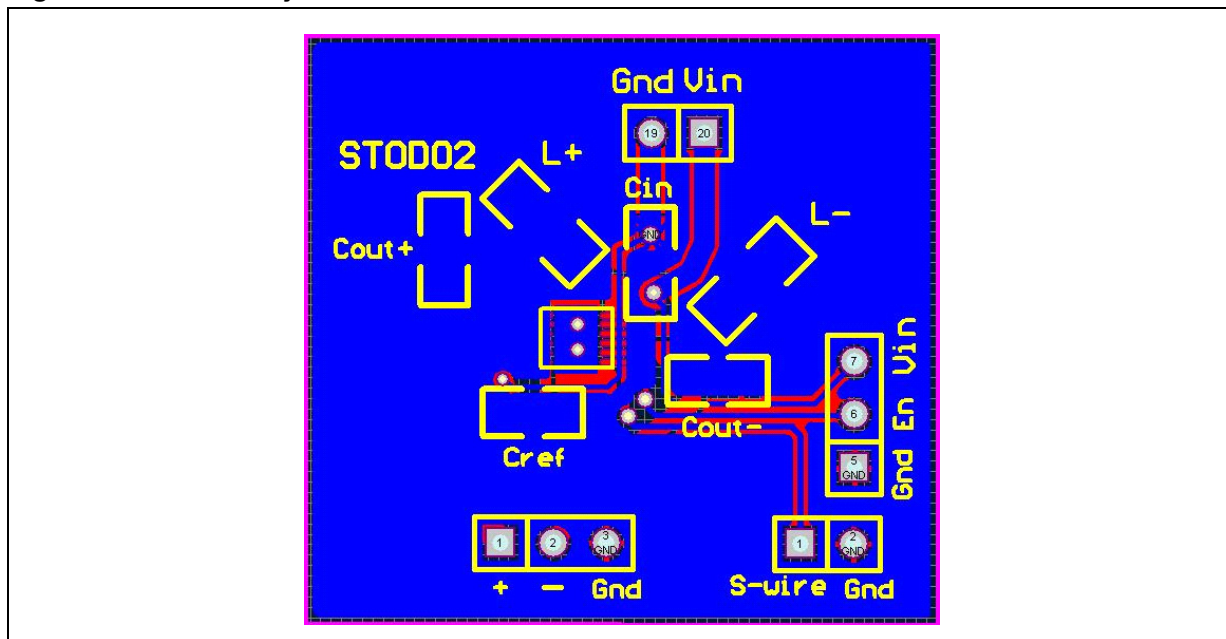 Gnd Vin
19 20
STOD02
L+
Cin
L-
GND
Cout+
Vin
7
En
6
Cout-
Cref
Gnd
5
GND
1 2 3
GND
1 2
GND
+ - Gnd
S-wire Gnd